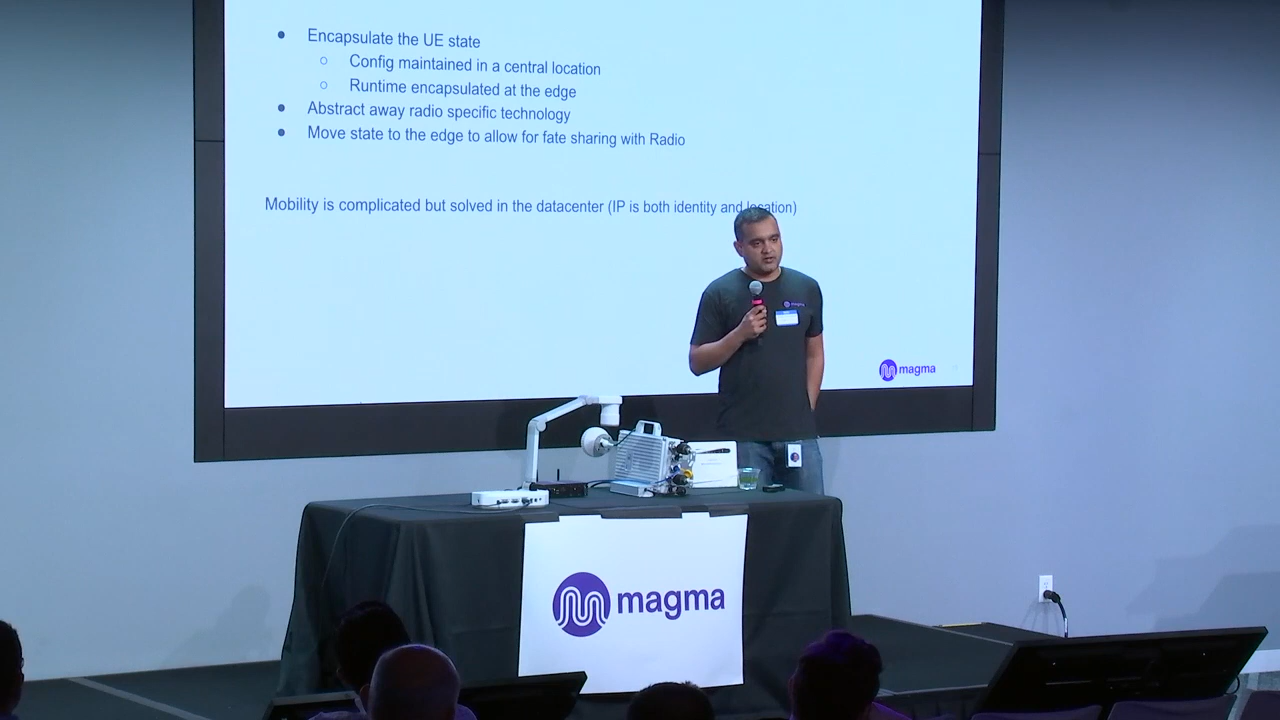 ● Encapsulate the UE state
○ Config maintained in a central location
○ Runtime encapsulated at the edge
● Abstract away radio specific technology
● Move state to the edge to allow for fate sharing with Radio
Mobility is complicated but solved in the datacenter (IP is both identity and location)
magma
magma
magma